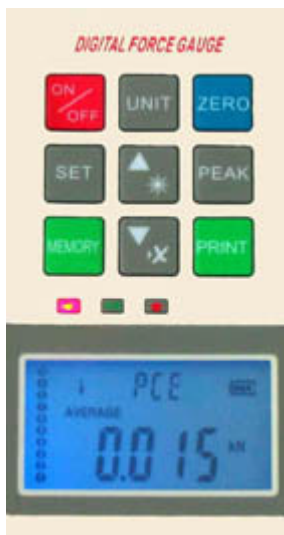 DIGITAL FORCE GAUGE
ON/OFF UNIT ZERO
SET PEAK
MEMORY x̄ PRINT
PCE
AVERAGE
0.015 kN